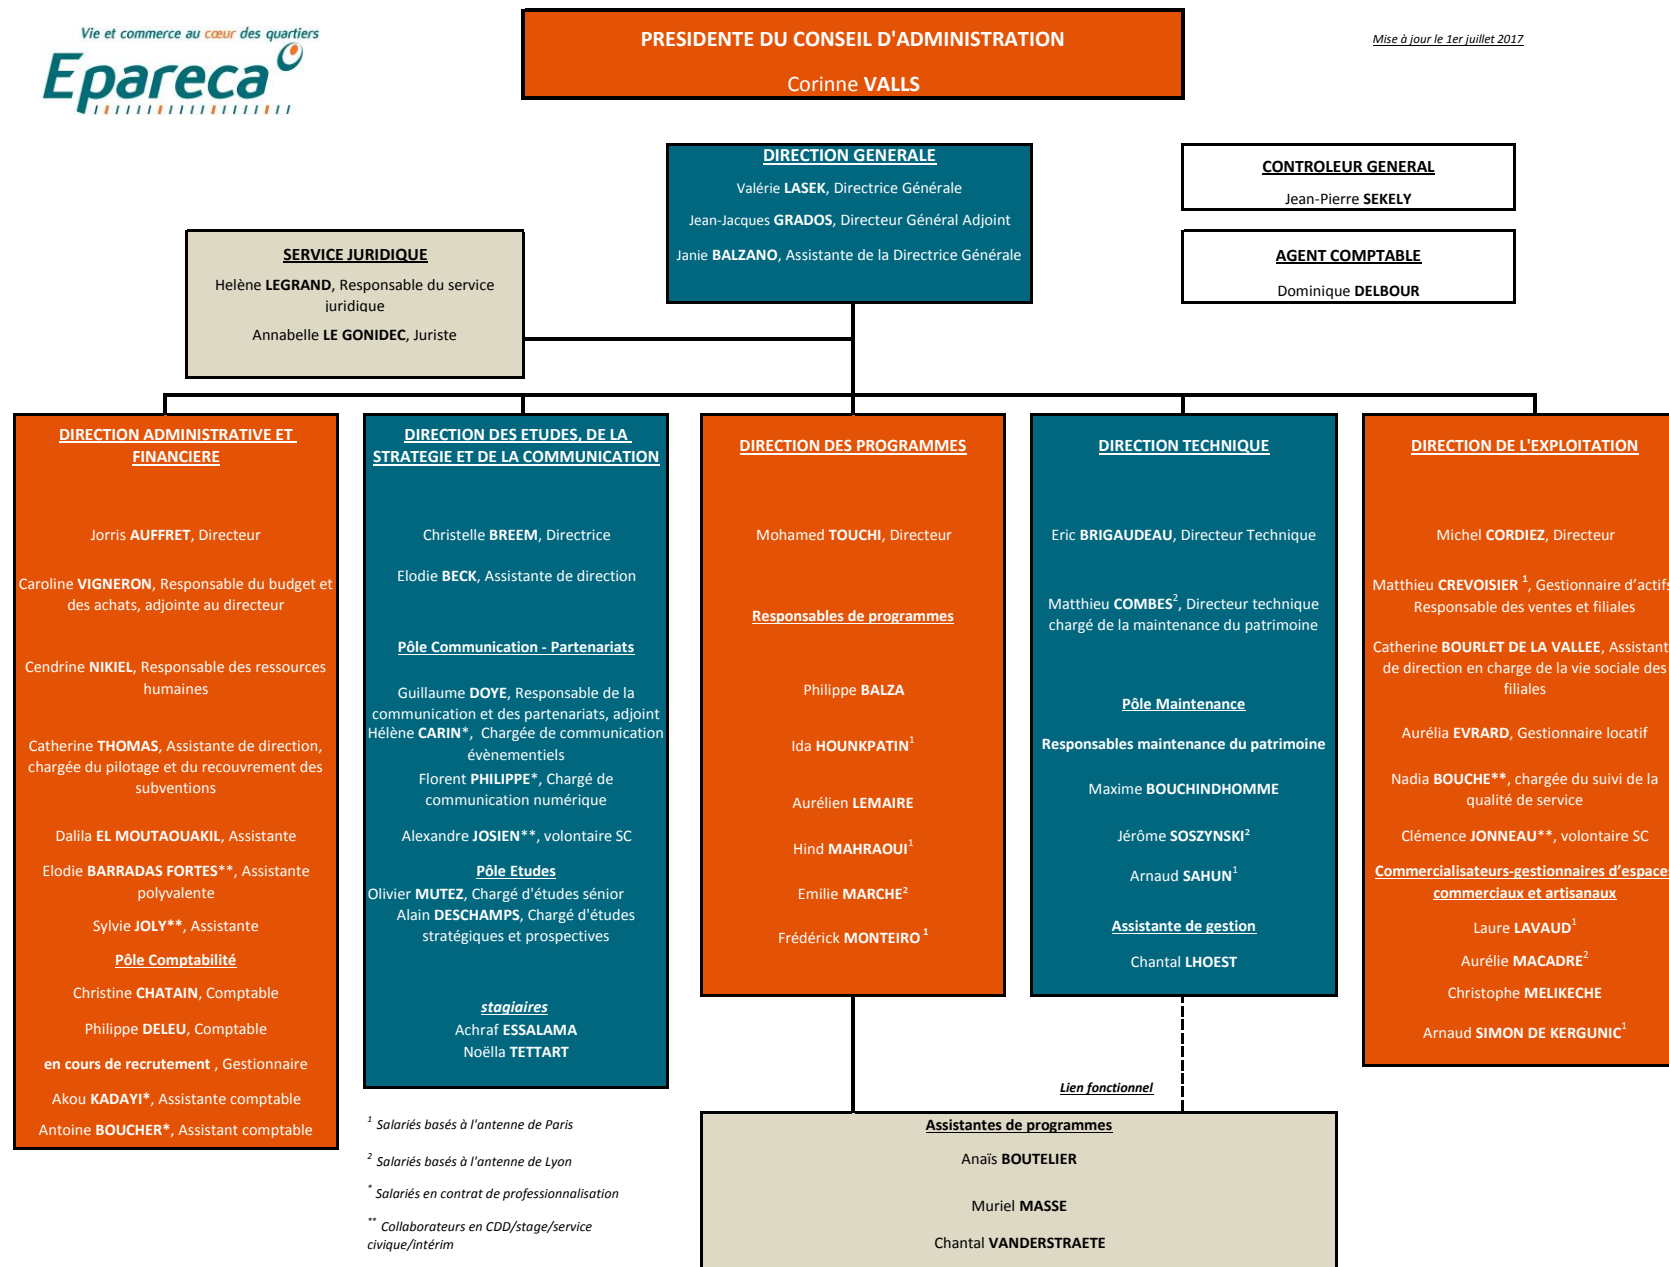 Vie et commerce au cœur des quartiers
Epareca
PRESIDENTE DU CONSEIL D'ADMINISTRATION
Corinne VALLS
Mise à jour le 1er juillet 2017
DIRECTION GENERALE
Valérie LASEK, Directrice Générale
Jean-Jacques GRADOS, Directeur Général Adjoint
Janie BALZANO, Assistante de la Directrice Générale
CONTROLEUR GENERAL
Jean-Pierre SEKELY
AGENT COMPTABLE
Dominique DELBOUR
SERVICE JURIDIQUE
Helène LEGRAND, Responsable du service
juridique
Annabelle LE GONIDEC, Juriste
DIRECTION ADMINISTRATIVE ET
FINANCIERE
Jorris AUFFRET, Directeur
Caroline VIGNERON, Responsable du budget et
des achats, adjointe au directeur
Cendrine NIKIEL, Responsable des ressources
humaines
Catherine THOMAS, Assistante de direction,
chargée du pilotage et du recouvrement des
subventions
Dalila EL MOUTAOUAKIL, Assistante
Elodie BARRADAS FORTES**, Assistante
polyvalente
Sylvie JOLY**, Assistante
Pôle Comptabilité
Christine CHATAIN, Comptable
Philippe DELEU, Comptable
en cours de recrutement , Gestionnaire
Akou KADAYI*, Assistante comptable
Antoine BOUCHER*, Assistant comptable
DIRECTION DES ETUDES, DE LA
STRATEGIE ET DE LA COMMUNICATION
Christelle BREEM, Directrice
Elodie BECK, Assistante de direction
Pôle Communication - Partenariats
Guillaume DOYE, Responsable de la
communication et des partenariats, adjoint
Hélène CARIN*, Chargée de communication
évènementiels
Florent PHILIPPE*, Chargé de
communication numérique
Alexandre JOSIEN**, volontaire SC
Pôle Etudes
Olivier MUTEZ, Chargé d'études sénior
Alain DESCHAMPS, Chargé d'études
stratégiques et prospectives
stagiaires
Achraf ESSALAMA
Noëlla TETTART
DIRECTION DES PROGRAMMES
Mohamed TOUCHI, Directeur
Responsables de programmes
Philippe BALZA
Ida HOUNKPATIN¹
Aurélien LEMAIRE
Hind MAHRAOUI¹
Emilie MARCHE²
Frédérick MONTEIRO ¹
DIRECTION TECHNIQUE
Eric BRIGAUDEAU, Directeur Technique
Matthieu COMBES², Directeur technique
chargé de la maintenance du patrimoine
Pôle Maintenance
Responsables maintenance du patrimoine
Maxime BOUCHINDHOMME
Jérôme SOSZYNSKI²
Arnaud SAHUN¹
Assistante de gestion
Chantal LHOEST
DIRECTION DE L'EXPLOITATION
Michel CORDIEZ, Directeur
Matthieu CREVOISIER ¹, Gestionnaire d’actifs
Responsable des ventes et filiales
Catherine BOURLET DE LA VALLEE, Assistant
de direction en charge de la vie sociale des
filiales
Aurélia EVRARD, Gestionnaire locatif
Nadia BOUCHE**, chargée du suivi de la
qualité de service
Clémence JONNEAU**, volontaire SC
Commercialisateurs-gestionnaires d’espaces
commerciaux et artisanaux
Laure LAVAUD¹
Aurélie MACADRE²
Christophe MELIKECHE
Arnaud SIMON DE KERGUNIC¹
Lien fonctionnel
¹ Salariés basés à l'antenne de Paris
² Salariés basés à l'antenne de Lyon
* Salariés en contrat de professionnalisation
** Collaborateurs en CDD/stage/service
civique/intérim
Assistantes de programmes
Anaïs BOUTELIER
Muriel MASSE
Chantal VANDERSTRAETE